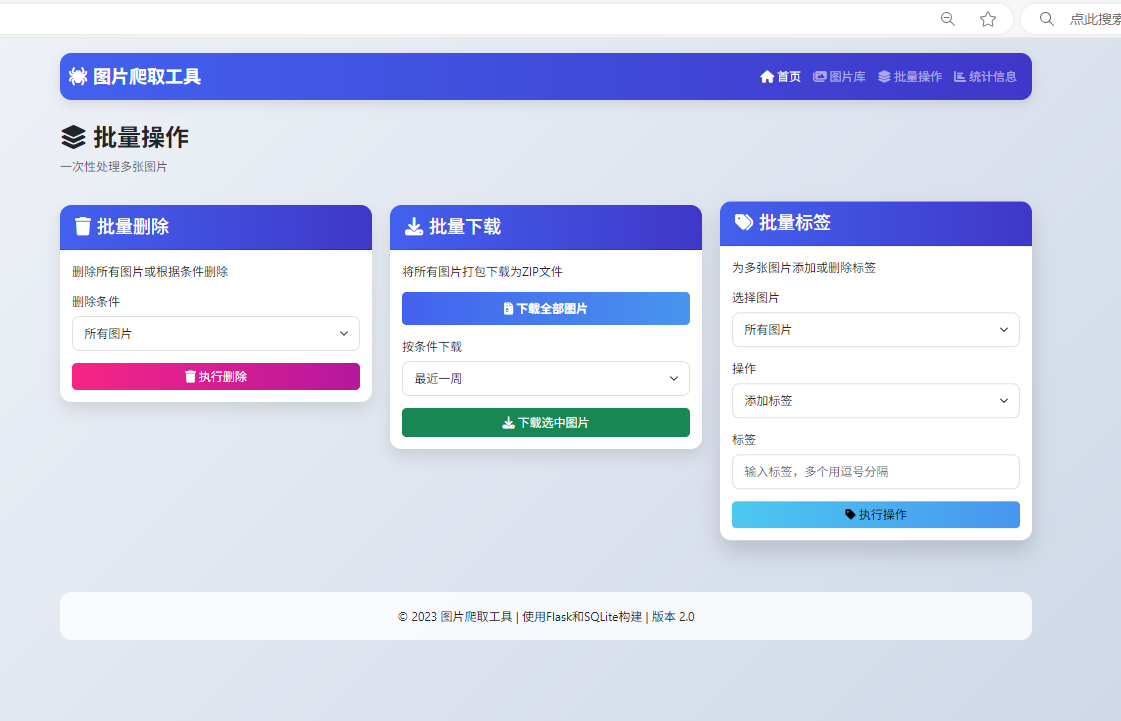 点此搜索
图片爬取工具
首页 图片库 批量操作 统计信息
批量操作
一次性处理多张图片
批量删除
删除所有图片或根据条件删除
删除条件
所有图片
执行删除
批量下载
将所有图片打包下载为ZIP文件
下载全部图片
按条件下载
最近一周
下载选中图片
批量标签
为多张图片添加或删除标签
选择图片
所有图片
操作
添加标签
标签
输入标签，多个用逗号分隔
执行操作
© 2023 图片爬取工具 | 使用Flask和SQLite构建 | 版本 2.0